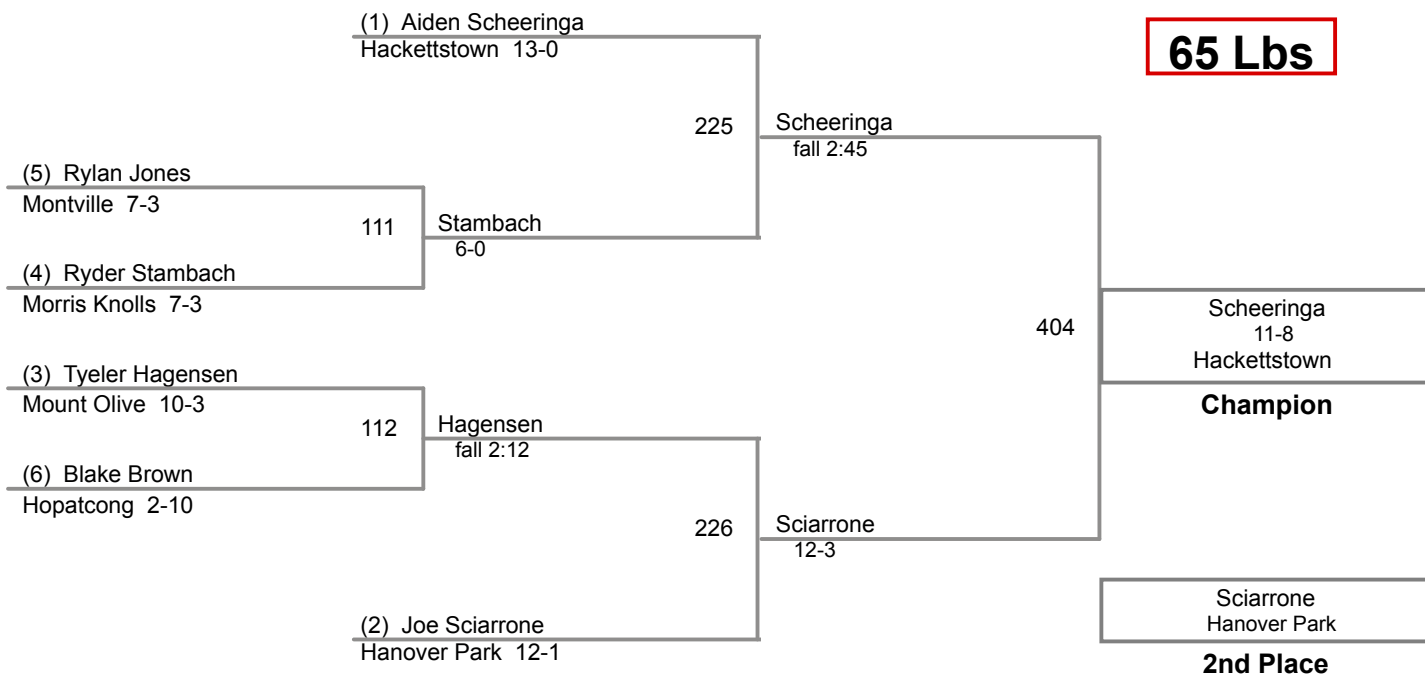 (1) Aiden Scheeringa
Hackettstown 13-0
65 Lbs
225
Scheeringa
fall 2:45
(5) Rylan Jones
Montville 7-3
111
Stambach
6-0
(4) Ryder Stambach
Morris Knolls 7-3
404
Scheeringa
11-8
Hackettstown
Champion
(3) Tyeler Hagensen
Mount Olive 10-3
112
Hagensen
fall 2:12
(6) Blake Brown
Hopatcong 2-10
226
Sciarrone
12-3
(2) Joe Sciarrone
Hanover Park 12-1
Sciarrone
Hanover Park
2nd Place